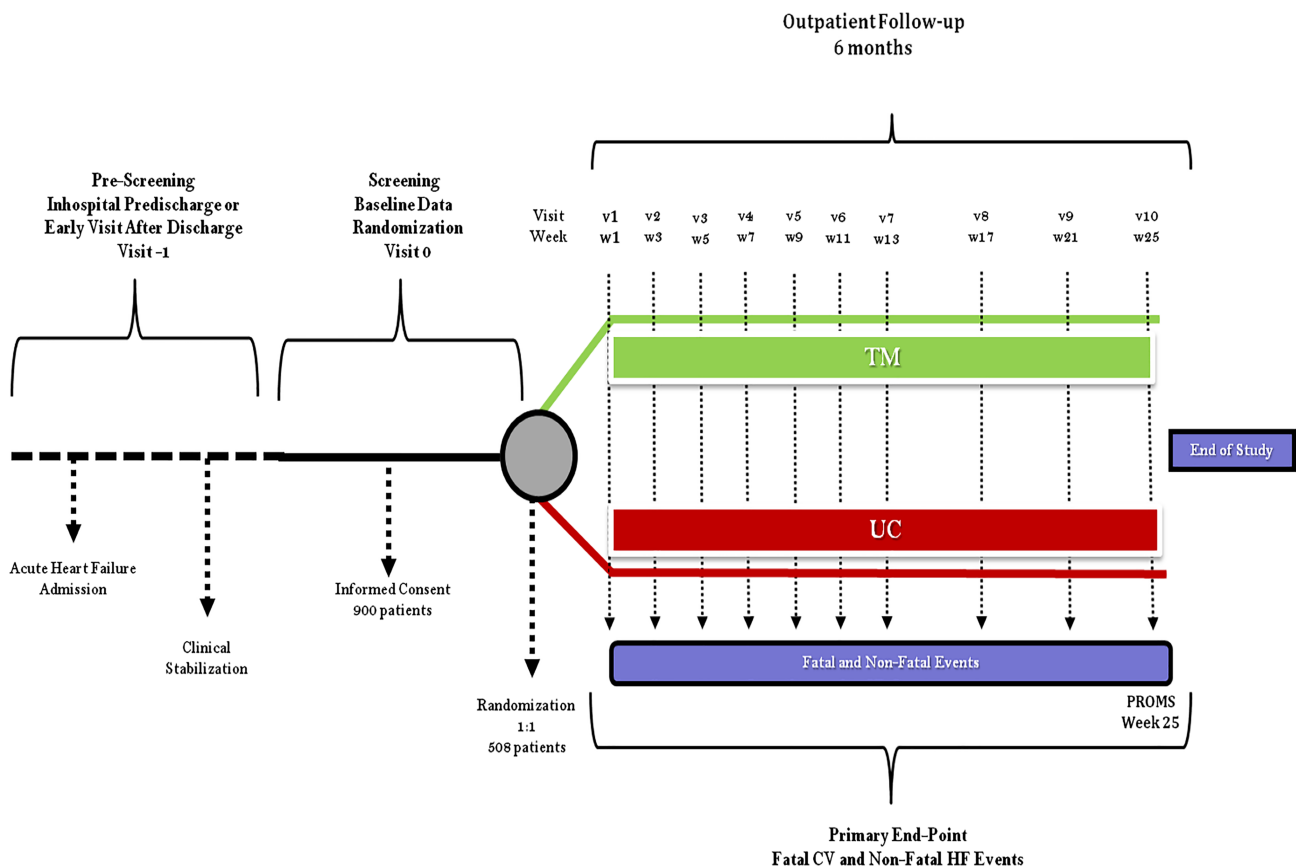 Outpatient Follow-up
6 months
Pre-Screening
Inhospital Predischarge or
Early Visit After Discharge
Visit -1
Screening
Baseline Data
Randomization
Visit 0
Visit v1 v2 v3 v4 v5 v6 v7 v8 v9 v10
Week w1 w3 w5 w7 w9 w11 w13 w17 w21 w25
TM
End of Study
UC
Acute Heart Failure
Admission
Informed Consent
900 patients
Clinical
Stabilization
Fatal and Non-Fatal Events
Randomization
1:1
508 patients
PROMS
Week 25
Primary End-Point
Fatal CV and Non-Fatal HF Events